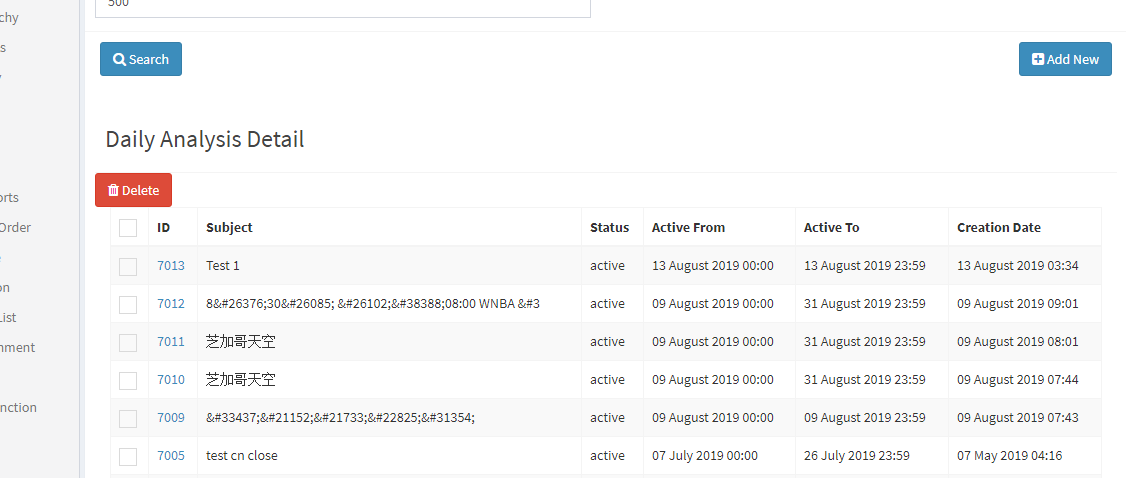 500
chy
s
Search
Add New
Daily Analysis Detail
orts
Delete
Order
ID Subject Status Active From Active To Creation Date
7013 Test 1 active 13 August 2019 00:00 13 August 2019 23:59 13 August 2019 03:34
on
7012 8&#26376;30&#26085; &#26102;&#38388;08:00 WNBA &#3 active 09 August 2019 00:00 31 August 2019 23:59 09 August 2019 09:01
List
7011 芝加哥天空 active 09 August 2019 00:00 31 August 2019 23:59 09 August 2019 08:01
nment
7010 芝加哥天空 active 09 August 2019 00:00 31 August 2019 23:59 09 August 2019 07:44
nction
7009 &#33437;&#21152;&#21733;&#22825;&#31354; active 09 August 2019 00:00 09 August 2019 23:59 09 August 2019 07:43
7005 test cn close active 07 July 2019 00:00 26 July 2019 23:59 07 May 2019 04:16